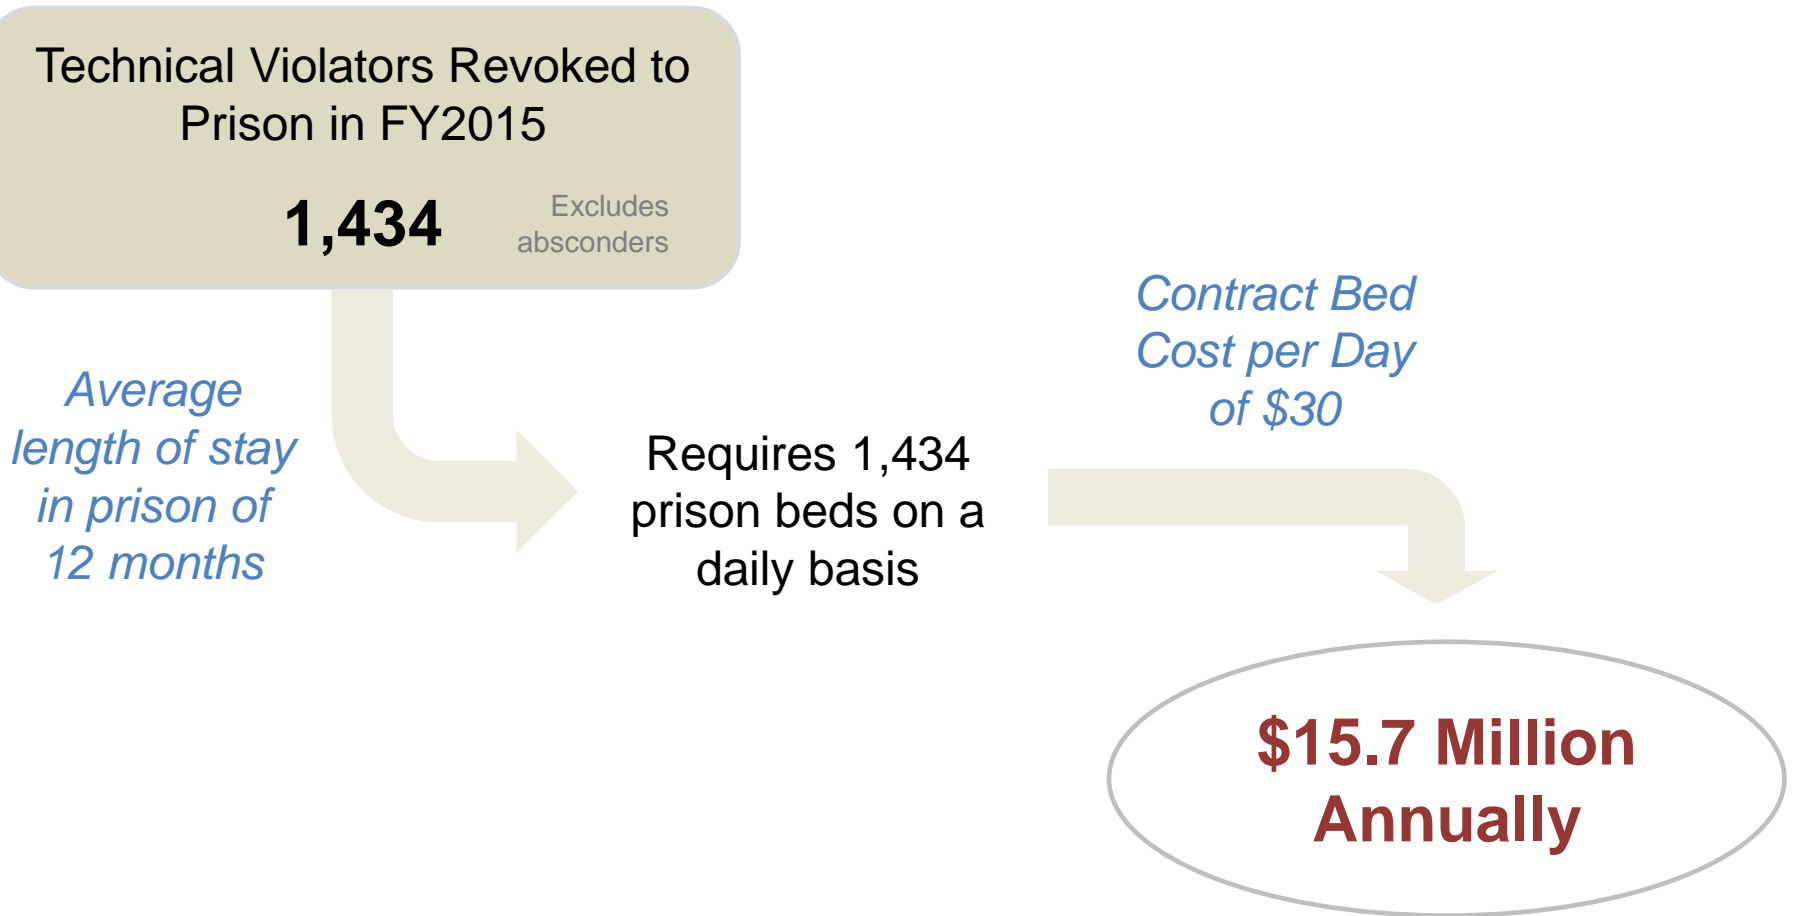 Technical Violators Revoked to
Prison in FY2015
1,434
Excludes
absconders
Average
length of stay
in prison of
12 months
Requires 1,434
prison beds on a
daily basis
Contract Bed
Cost per Day
of $30
$15.7 Million
Annually